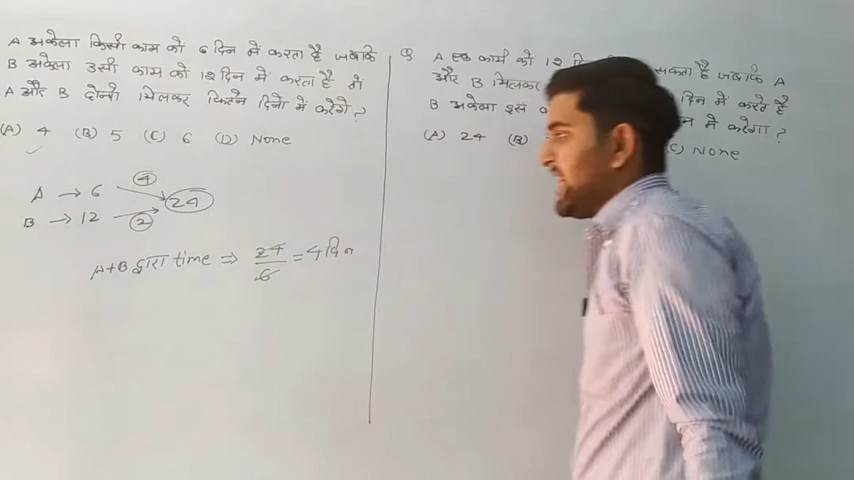 A अकेला किसी काम को 6 दिन में करता है जबकि
B अकेला उसी काम को 12 दिन में करता है तो
A और B दोनों मिलकर कितने दिनों में करेंगे?
(A) 4 (B) 5 (C) 6 (D) None
A → 6 4 24
B → 12 2
A+B द्वारा time ⇒ 24/6 = 4 दिन
Q A एक कार्य को 12 सकता है जबकि A
और B मिलकर दिन में करते है
B अकेला इस दिन में करेगा?
(A) 24 (B) (C) None